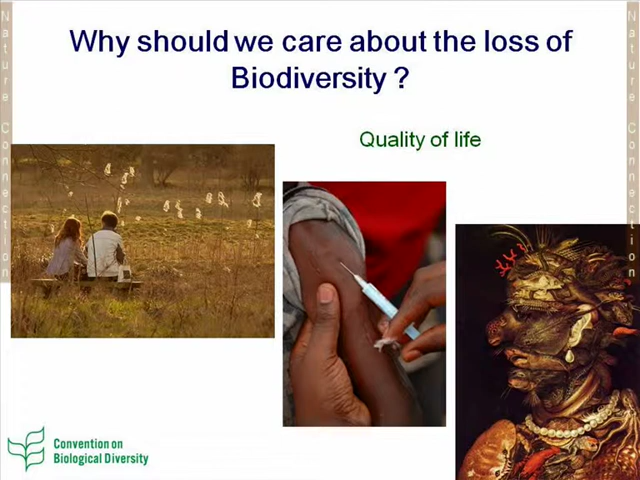 Why should we care about the loss of
Biodiversity ?
Quality of life
Nature Connection
Nature Connection
Convention on
Biological Diversity